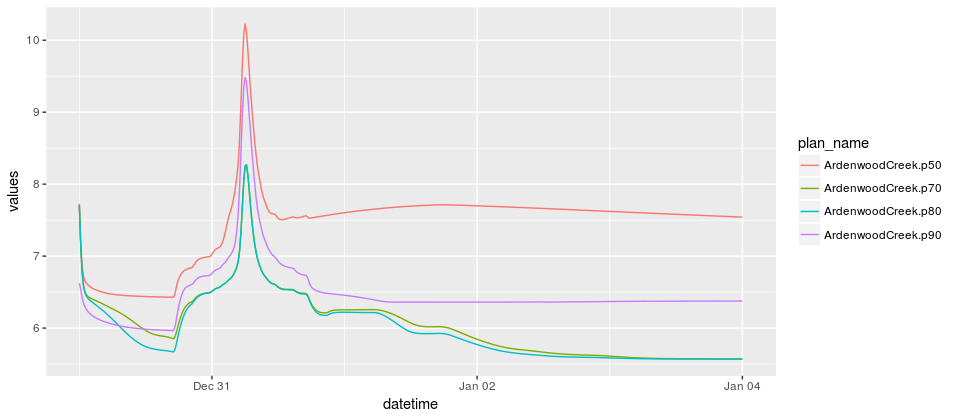 10
9
8
7
6
values
Dec 31
Jan 02
Jan 04
datetime
plan_name
ArdenwoodCreek.p50
ArdenwoodCreek.p70
ArdenwoodCreek.p80
ArdenwoodCreek.p90